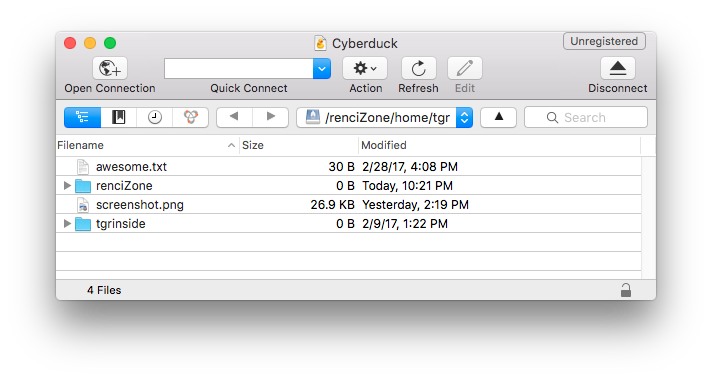 Cyberduck
Unregistered
Open Connection
Quick Connect
Action
Refresh
Edit
Disconnect
/renciZone/home/tgr
Search
Filename Size Modified
awesome.txt 30 B 2/28/17, 4:08 PM
renciZone 0 B Today, 10:21 PM
screenshot.png 26.9 KB Yesterday, 2:19 PM
tgrinside 0 B 2/9/17, 1:22 PM
4 Files